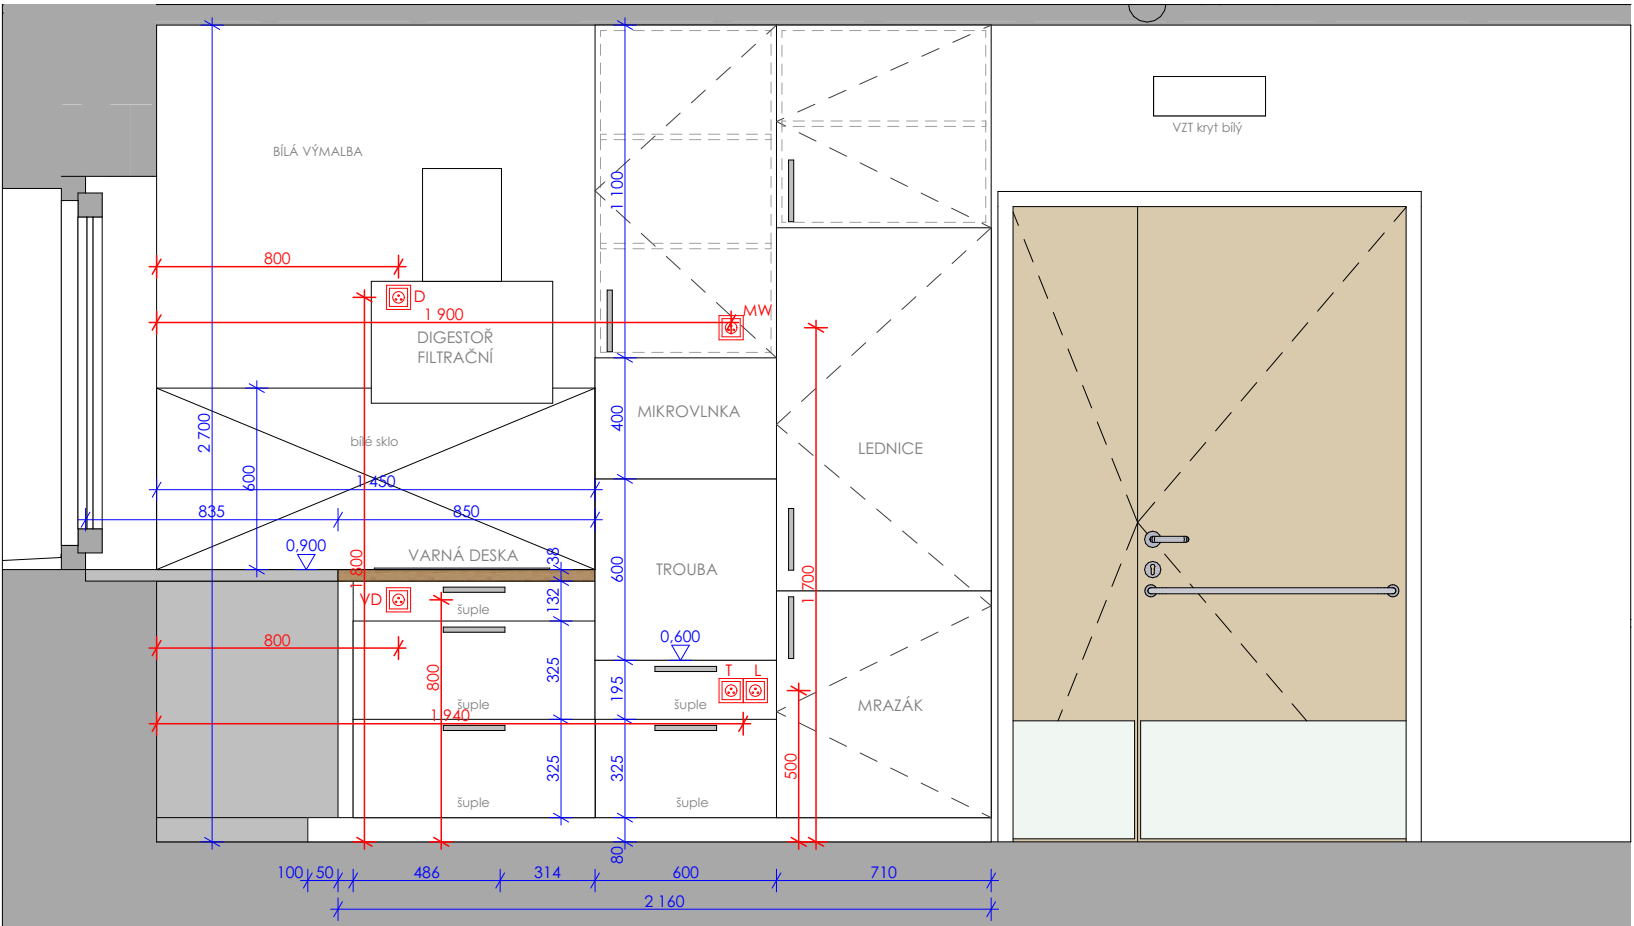 VZT kryt bílý
BÍLÁ VÝMALBA
1 100
800
D
1 900
MW
DIGESTOŘ
FILTRAČNÍ
MIKROVLNKA
400
2 700
bílé sklo
LEDNICE
600
1 450
835
850
0,900
VARNÁ DESKA
38
1 800
600
TROUBA
1 700
VD
šuple
132
0,600
800
800
325
T
L
195
šuple
šuple
MRAZÁK
1 940
325
325
500
šuple
šuple
80
100
50
486
314
600
710
2 160